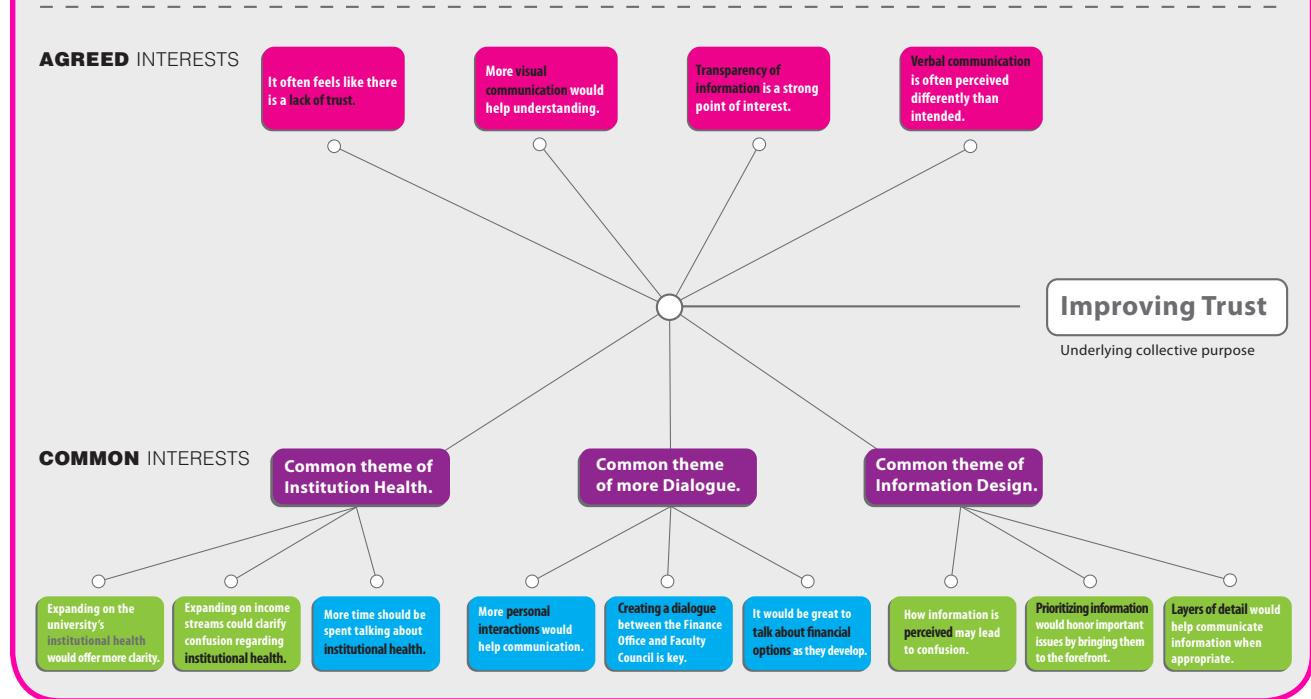 AGREED INTERESTS
It often feels like there
is a lack of trust.
More visual
communication would
help understanding.
Transparency of
information is a strong
point of interest.
Verbal communication
is often perceived
differently than
intended.
Improving Trust
Underlying collective purpose
COMMON INTERESTS
Common theme of
Institution Health.
Common theme
of more Dialogue.
Common theme of
Information Design.
Expanding on the
university's
institutional health
would offer more clarity.
Expanding on income
streams could clarify
confusion regarding
institutional health.
More time should be
spent talking about
institutional health.
More personal
interactions would
help communication.
Creating a dialogue
between the Finance
Office and Faculty
Council is key.
It would be great to
talk about financial
options as they develop.
How information is
perceived may lead
to confusion.
Prioritizing information
would honor important
issues by bringing them
to the forefront.
Layers of detail would
help communicate
information when
appropriate.